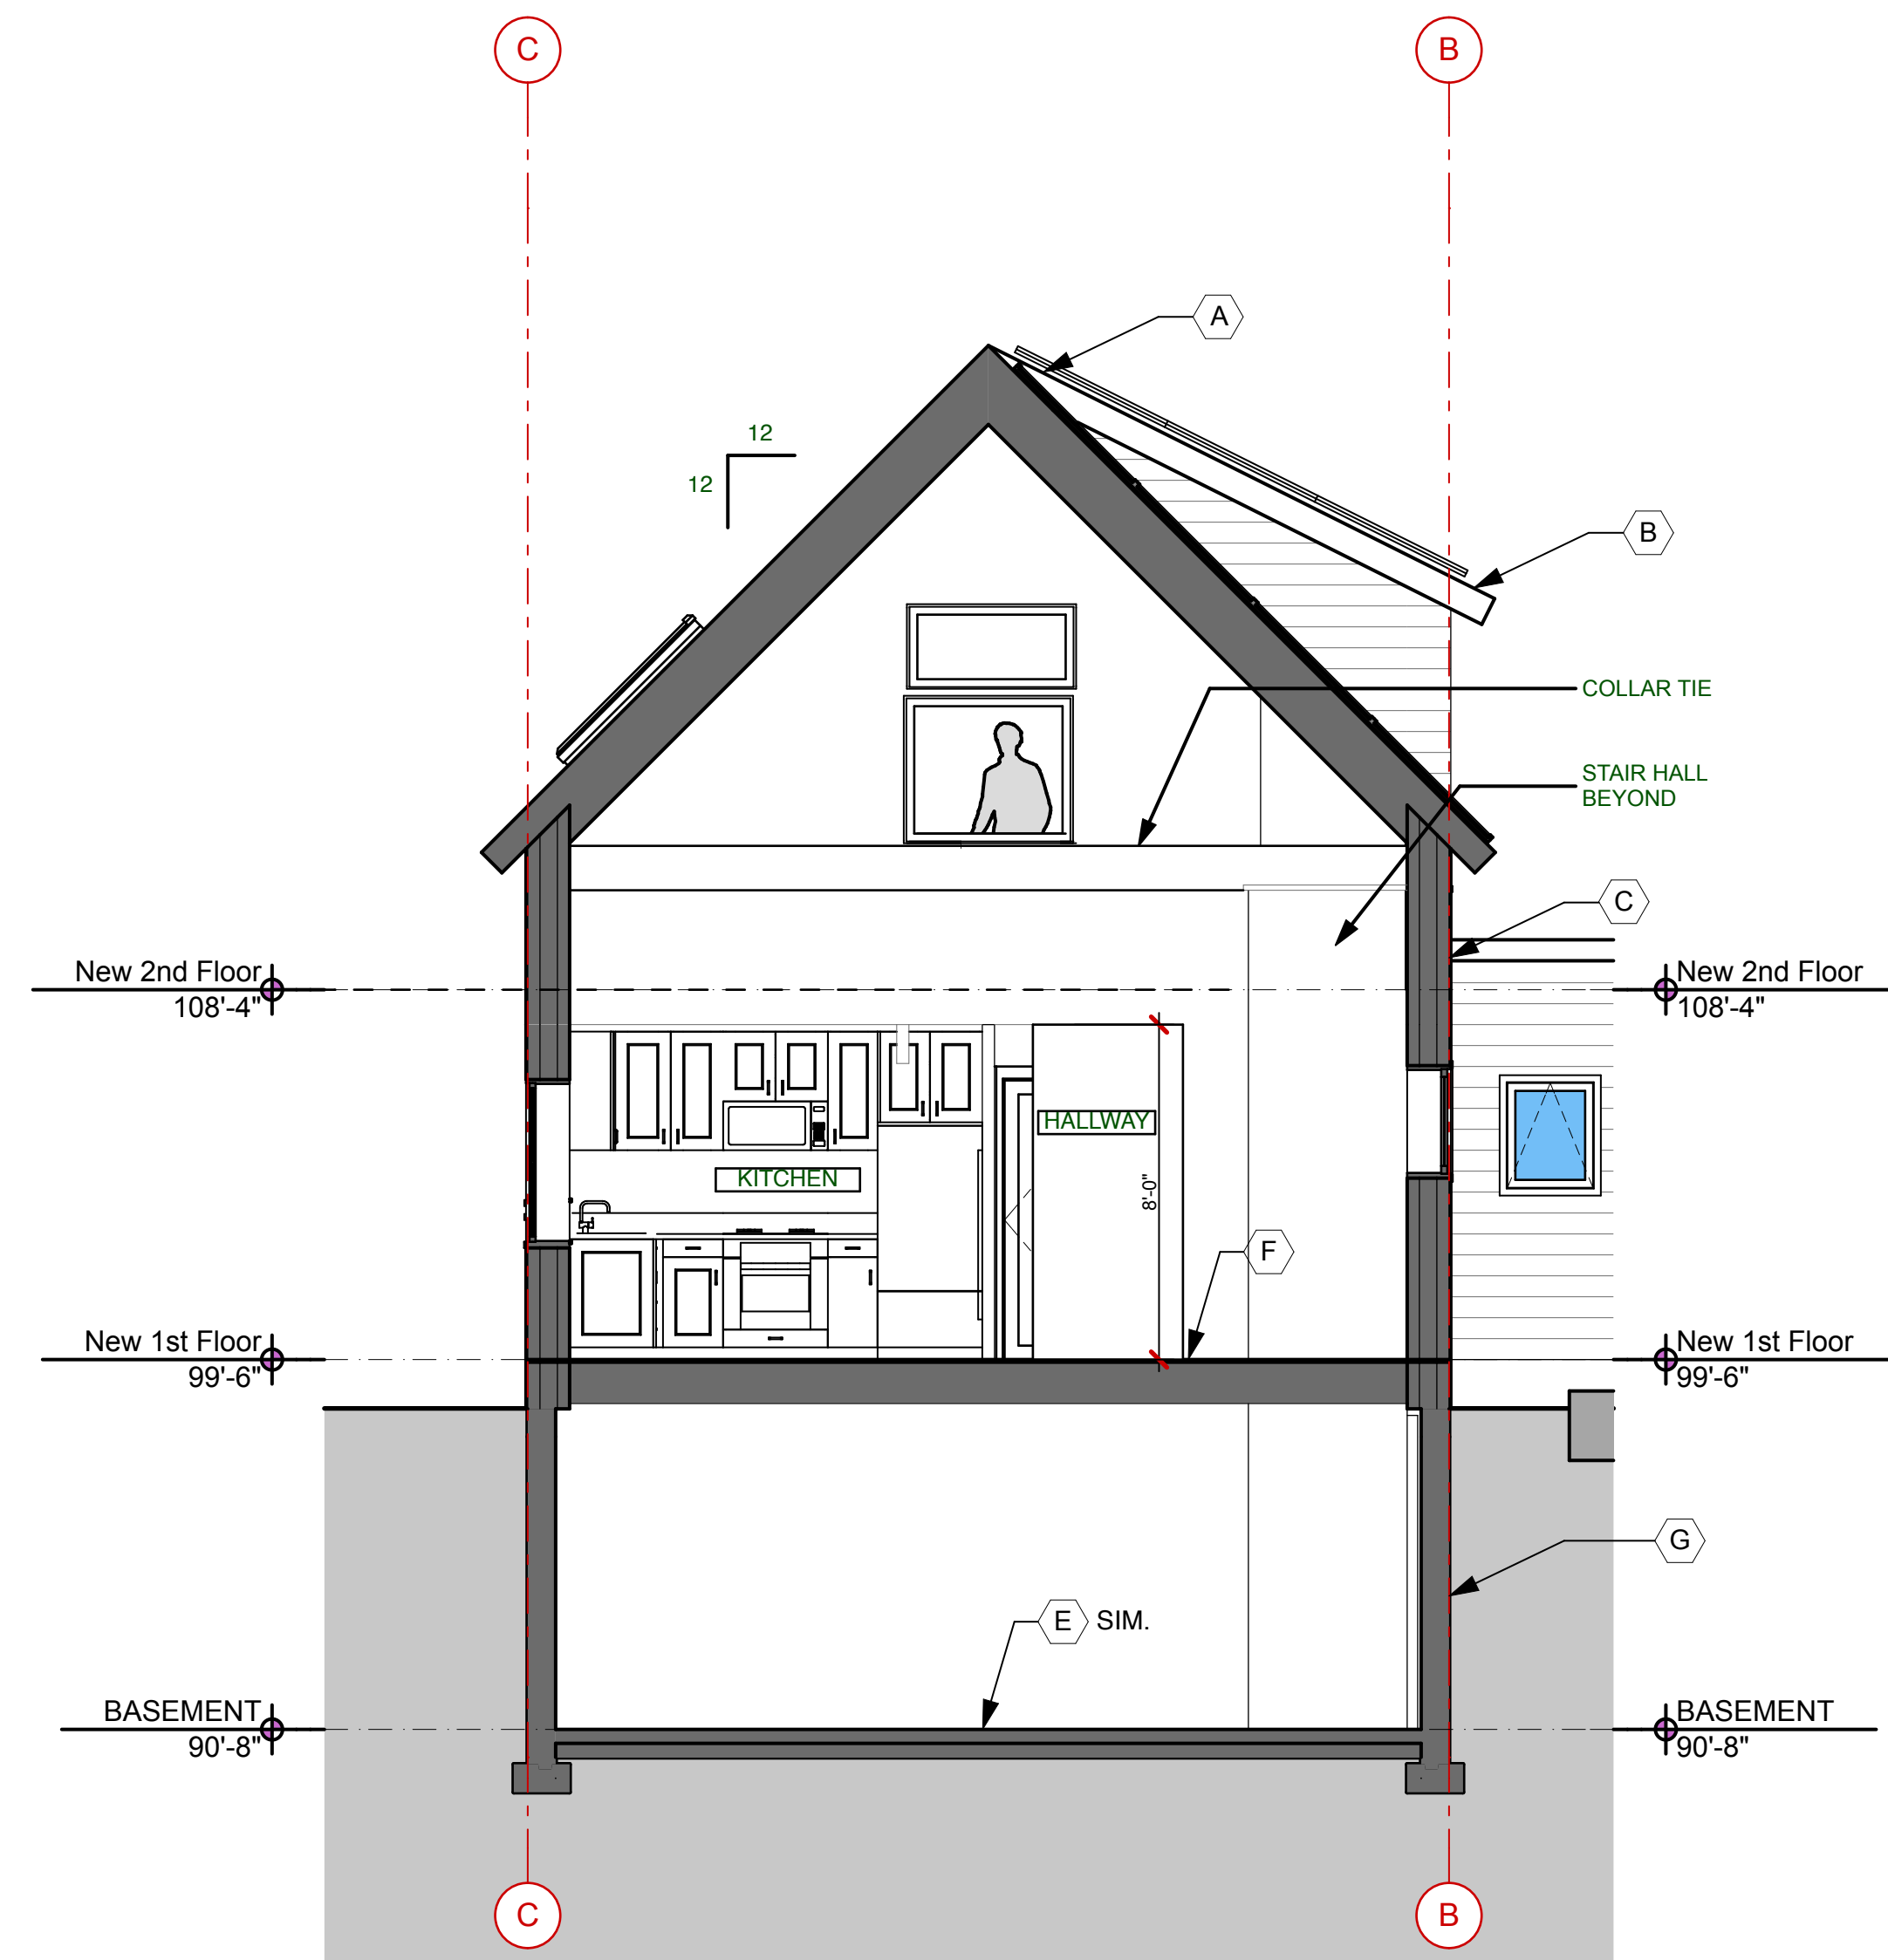 C
B
A
12
12
B
COLLAR TIE
STAIR HALL
BEYOND
C
New 2nd Floor
108'-4"
New 2nd Floor
108'-4"
HALLWAY
KITCHEN
8'-0"
F
New 1st Floor
99'-6"
New 1st Floor
99'-6"
G
E SIM.
BASEMENT
90'-8"
BASEMENT
90'-8"
C
B